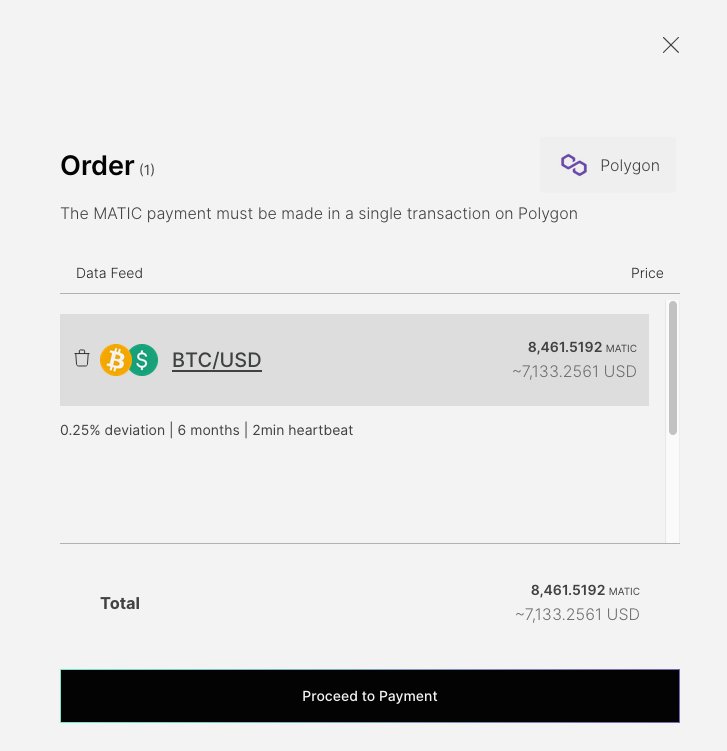 Order (1)
Polygon
The MATIC payment must be made in a single transaction on Polygon
Data Feed Price
BTC/USD
8,461.5192 MATIC
~7,133.2561 USD
0.25% deviation | 6 months | 2min heartbeat
Total
8,461.5192 MATIC
~7,133.2561 USD
Proceed to Payment